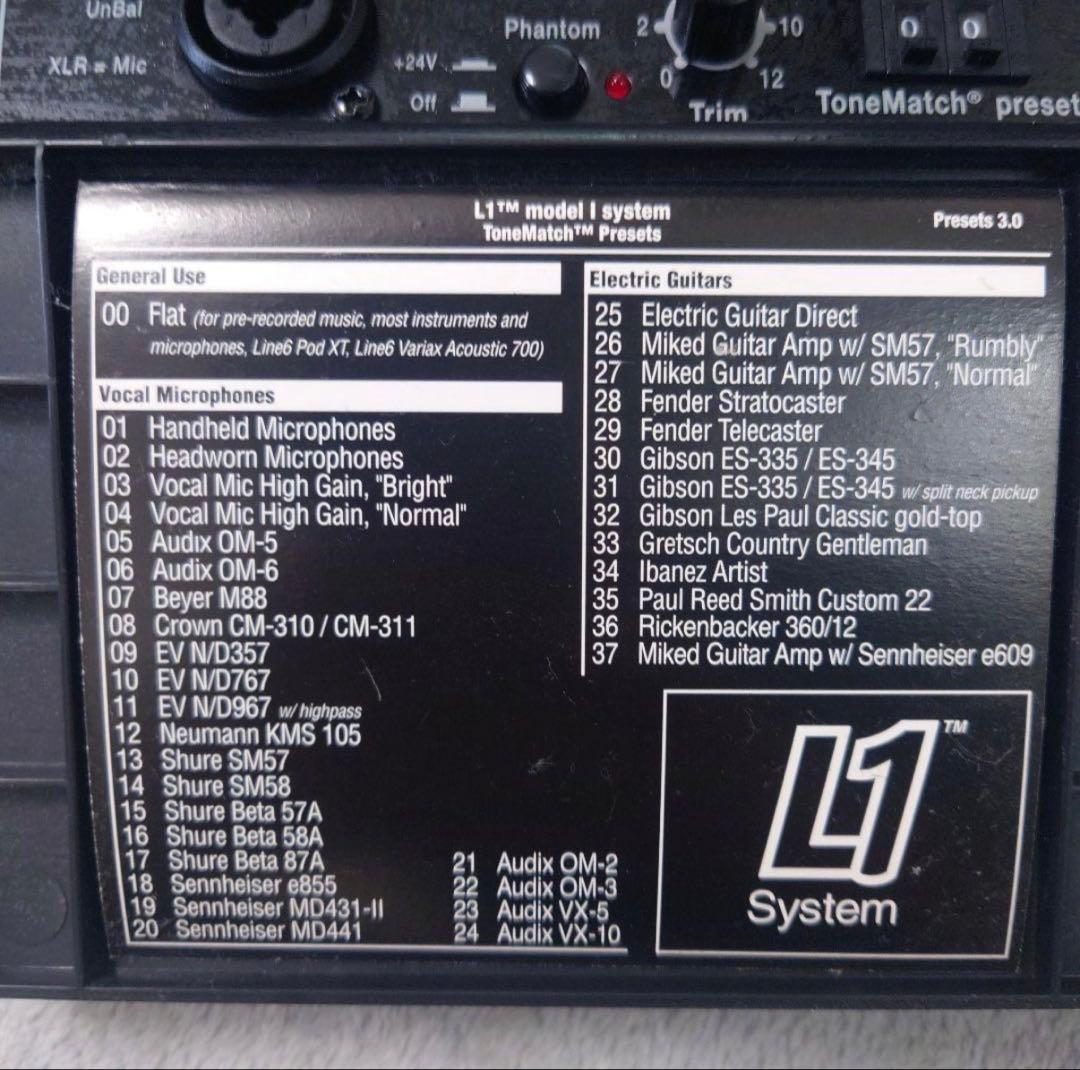 UnBal
XLR = Mic
Phantom
+24V
Off
2
10
0
12
Trim
0 0
ToneMatch® preset
L1™ model I system
ToneMatch™ Presets
Presets 3.0
General Use
00 Flat (for pre-recorded music, most instruments and
microphones, Line6 Pod XT, Line6 Variax Acoustic 700)
Vocal Microphones
01 Handheld Microphones
02 Headworn Microphones
03 Vocal Mic High Gain, "Bright"
04 Vocal Mic High Gain, "Normal"
05 Audix OM-5
06 Audix OM-6
07 Beyer M88
08 Crown CM-310 / CM-311
09 EV N/D357
10 EV N/D767
11 EV N/D967 w/ highpass
12 Neumann KMS 105
13 Shure SM57
14 Shure SM58
15 Shure Beta 57A
16 Shure Beta 58A
17 Shure Beta 87A
18 Sennheiser e855
19 Sennheiser MD431-II
20 Sennheiser MD441
21 Audix OM-2
22 Audix OM-3
23 Audix VX-5
24 Audix VX-10
Electric Guitars
25 Electric Guitar Direct
26 Miked Guitar Amp w/ SM57, "Rumbly"
27 Miked Guitar Amp w/ SM57, "Normal"
28 Fender Stratocaster
29 Fender Telecaster
30 Gibson ES-335 / ES-345
31 Gibson ES-335 / ES-345 w/ split neck pickup
32 Gibson Les Paul Classic gold-top
33 Gretsch Country Gentleman
34 Ibanez Artist
35 Paul Reed Smith Custom 22
36 Rickenbacker 360/12
37 Miked Guitar Amp w/ Sennheiser e609
L1™
System